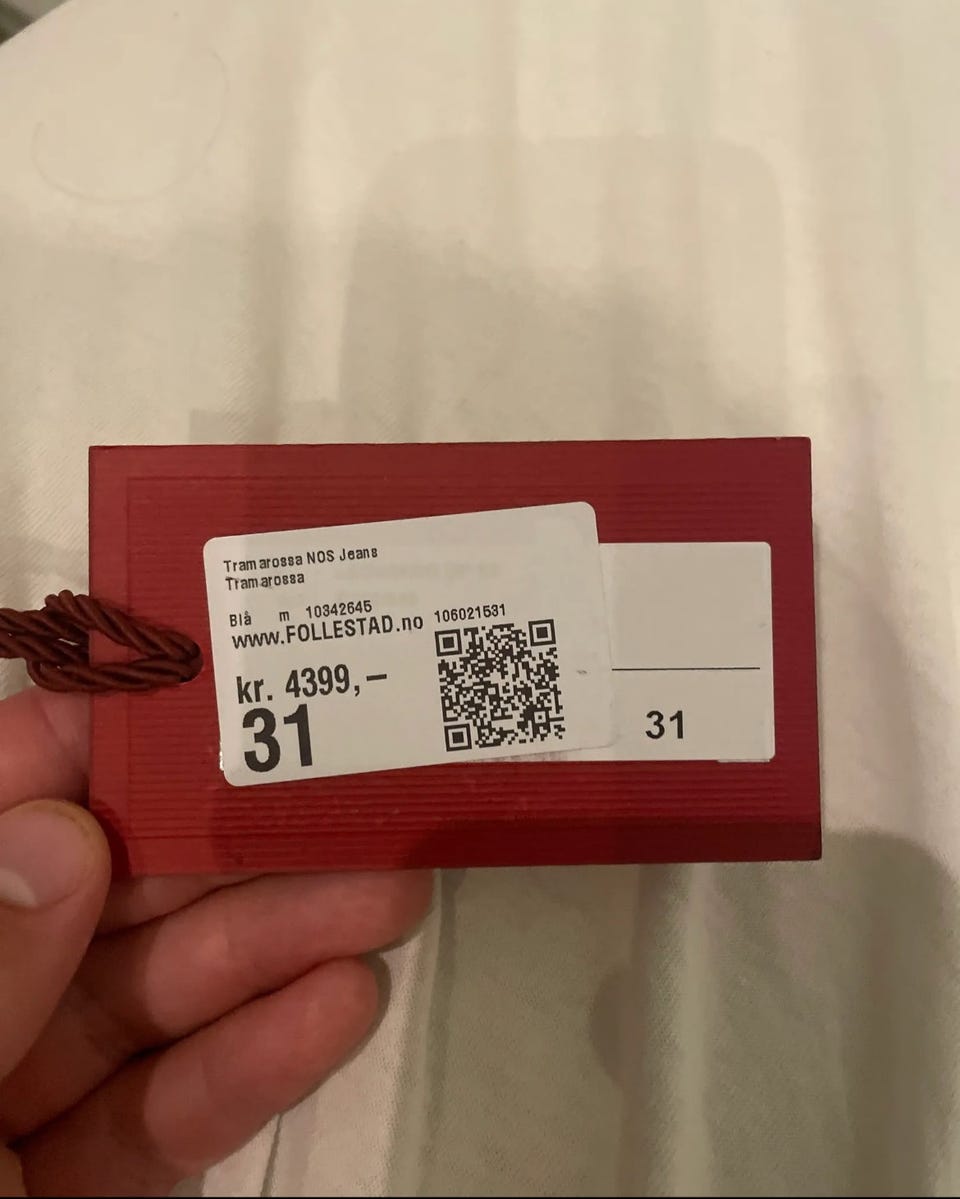 Tramarossa NOS Jeans
Tramarossa
Blå m 10342645
www.FOLLESTAD.no 106021531
kr. 4399,–
31
31